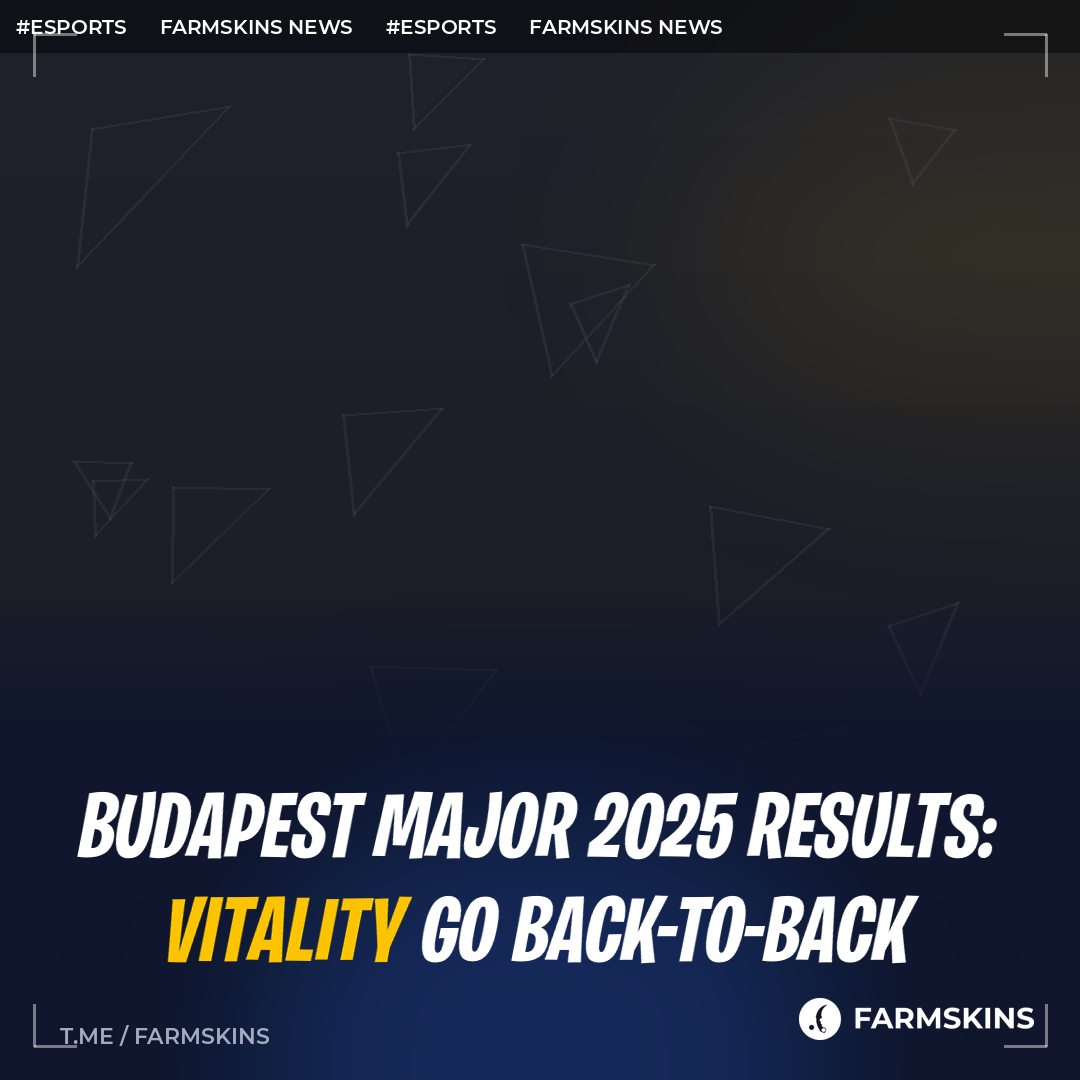 #ESPORTS FARMSKINS NEWS #ESPORTS FARMSKINS NEWS
BUDAPEST MAJOR 2025 RESULTS:
VITALITY GO BACK-TO-BACK
T.ME / FARMSKINS
FARMSKINS